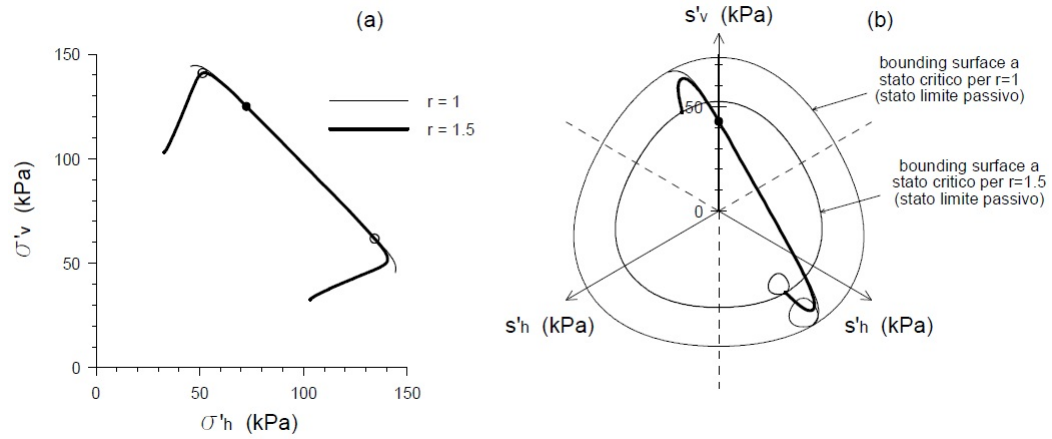 (a)
150
100
50
0
0
50
100
150
σ'v (kPa)
σ'h (kPa)
r = 1
r = 1.5
(b)
s'v (kPa)
50
0
s'h (kPa)
s'h (kPa)
bounding surface a
stato critico per r=1
(stato limite passivo)
bounding surface a
stato critico per r=1.5
(stato limite passivo)